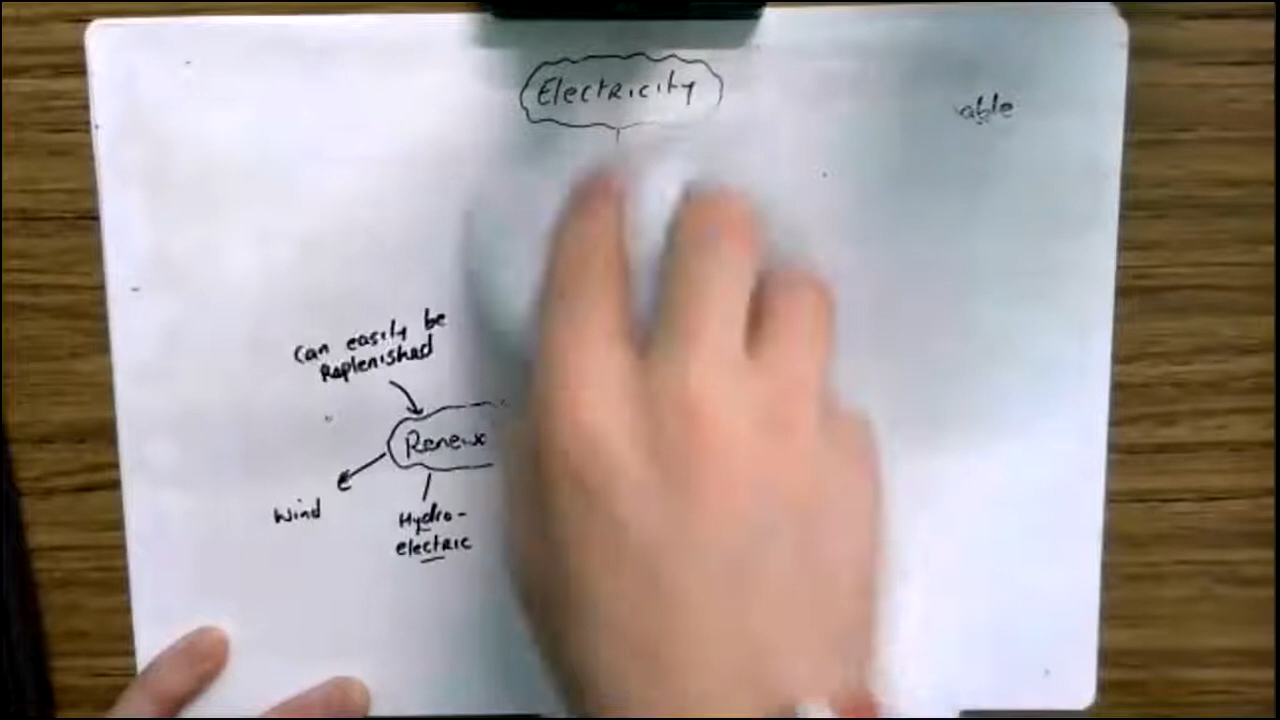 Electricity
able
Can easily be
Replenished
Renew
Wind
Hydro-
electric